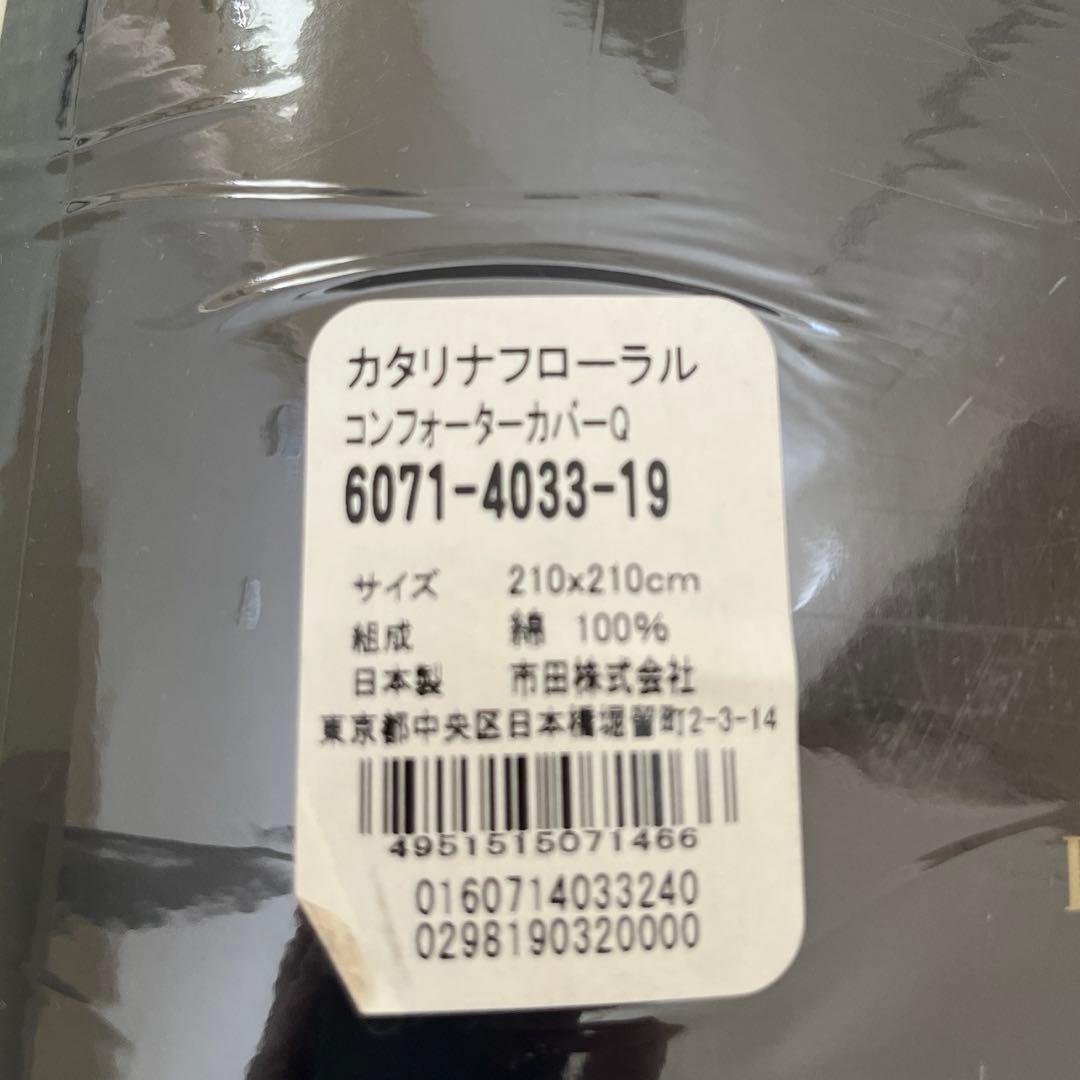 カタリナフローラル
コンフォーターカバーQ
6071-4033-19
サイズ 210x210cm
組成 綿 100%
日本製 市田株式会社
東京都中央区日本橋堀留町2-3-14
4951515071466
0160714033240
0298190320000